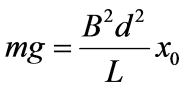 mg = \frac{B^2 d^2}{L} x_0